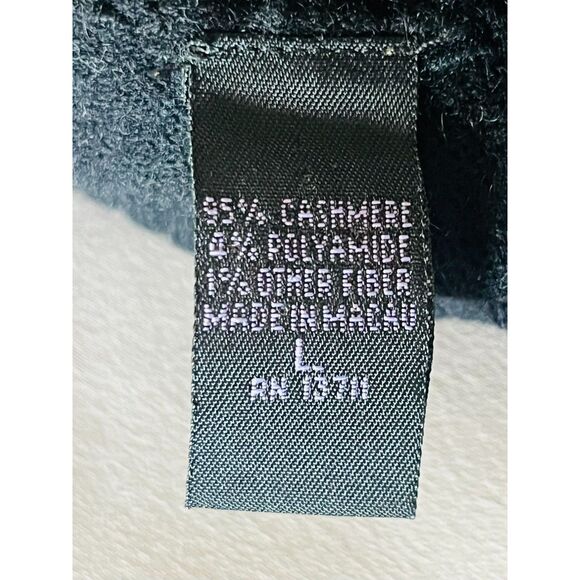 95% CASHMERE
4% POLYAMIDE
1% OTHER FIBER
MADE IN MACAU
L
RN 13711